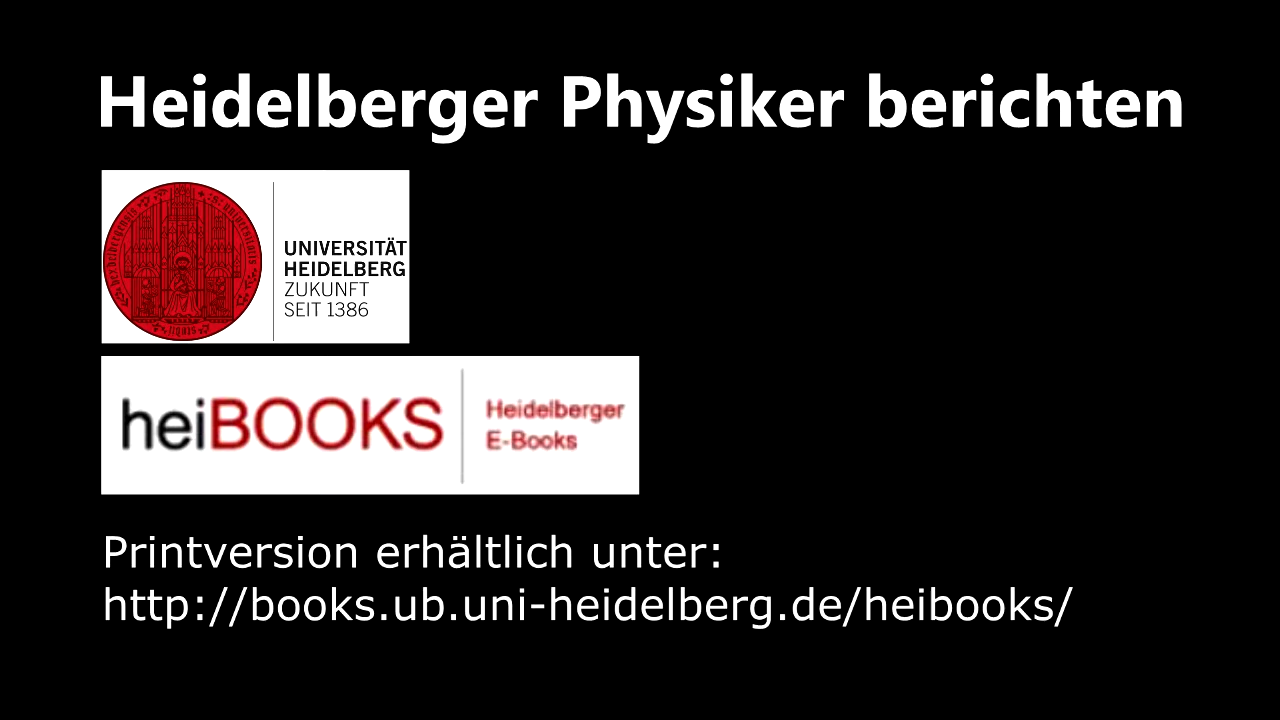 Heidelberger Physiker berichten
UNIVERSITÄT
HEIDELBERG
ZUKUNFT
SEIT 1386
heiBOOKS
Heidelberger
E-Books
Printversion erhältlich unter:
http://books.ub.uni-heidelberg.de/heibooks/